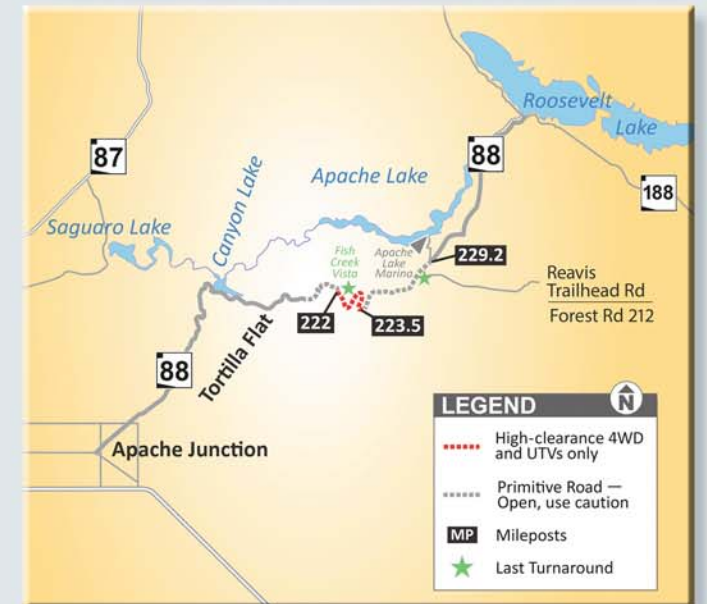 Roosevelt
Lake
87
88
188
Apache Lake
Canyon Lake
Saguaro Lake
Fish
Creek
Vista
Apache
Lake
Marina
229.2
Reavis
Trailhead Rd
Forest Rd 212
222
223.5
Tortilla Flat
88
Apache Junction
LEGEND
N
High-clearance 4WD
and UTVs only
Primitive Road —
Open, use caution
MP Mileposts
Last Turnaround